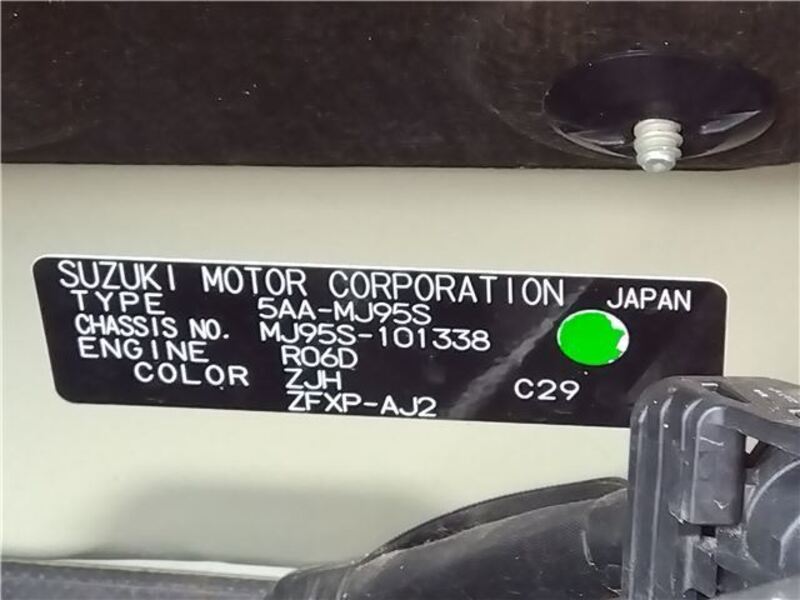 SUZUKI MOTOR CORPORATION JAPAN
TYPE 5AA-MJ95S
CHASSIS NO. MJ95S-101338
ENGINE R06D
COLOR ZJH C29
ZFXP-AJ2